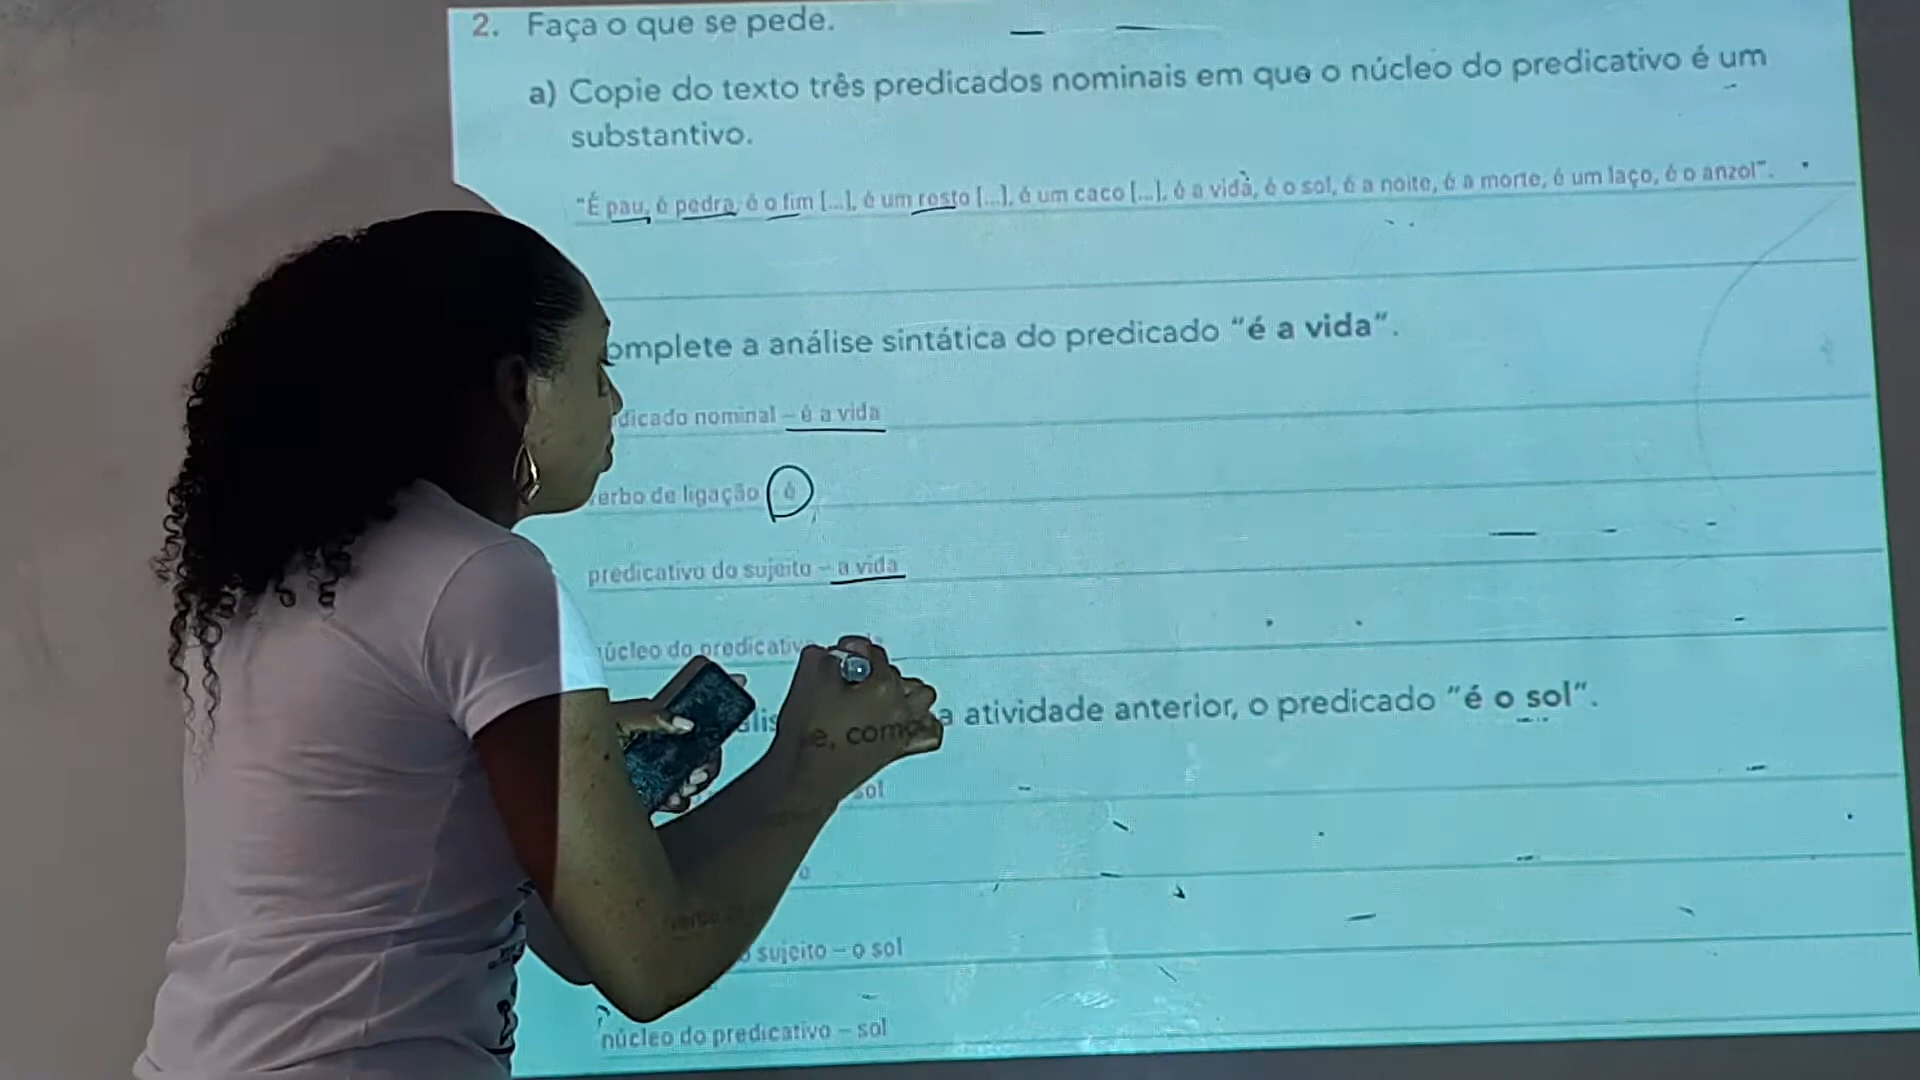 2. Faça o que se pede.
a) Copie do texto três predicados nominais em que o núcleo do predicativo é um
substantivo.
"É pau, é pedra, é o fim [...], é um resto [...], é um caco [...], é a vida, é o sol, é a noite, é a morte, é um laço, é o anzol".
omplete a análise sintática do predicado "é a vida".
dicado nominal – é a vida
erbo de ligação é
predicativo do sujeito – a vida
núcleo do predicativo
e, como a atividade anterior, o predicado "é o sol".
sol
é
sujeito – o sol
núcleo do predicativo – sol